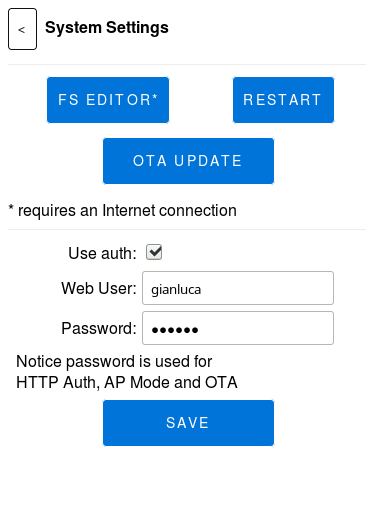 < System Settings
FS EDITOR* RESTART
OTA UPDATE
* requires an Internet connection
Use auth:
Web User: gianluca
Password: ●●●●●●
Notice password is used for
HTTP Auth, AP Mode and OTA
SAVE